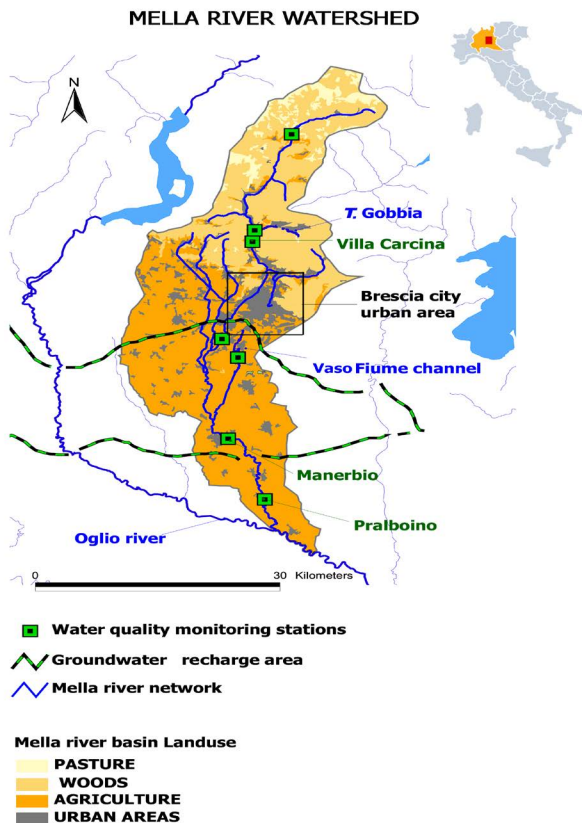 MELLA RIVER WATERSHED
N
T. Gobbia
Villa Carcina
Brescia city
urban area
Vaso Fiume channel
Manerbio
Pralboino
Oglio river
0 30 Kilometers
Water quality monitoring stations
Groundwater recharge area
Mella river network
Mella river basin Landuse
PASTURE
WOODS
AGRICULTURE
URBAN AREAS